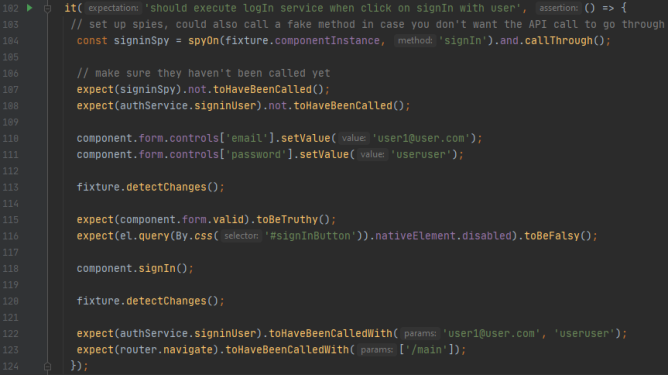 102 it( expectation: 'should execute logIn service when click on signIn with user', assertion: () => {
103 // set up spies, could also call a fake method in case you don't want the API call to go through
104 const signinSpy = spyOn(fixture.componentInstance, method: 'signIn').and.callThrough();
105
106 // make sure they haven't been called yet
107 expect(signinSpy).not.toHaveBeenCalled();
108 expect(authService.signinUser).not.toHaveBeenCalled();
109
110 component.form.controls['email'].setValue( value: 'user1@user.com');
111 component.form.controls['password'].setValue( value: 'useruser');
112
113 fixture.detectChanges();
114
115 expect(component.form.valid).toBeTruthy();
116 expect(el.query(By.css( selector: '#signInButton')).nativeElement.disabled).toBeFalsy();
117
118 component.signIn();
119
120 fixture.detectChanges();
121
122 expect(authService.signinUser).toHaveBeenCalledWith( params: 'user1@user.com', 'useruser');
123 expect(router.navigate).toHaveBeenCalledWith( params: ['/main']);
124 });